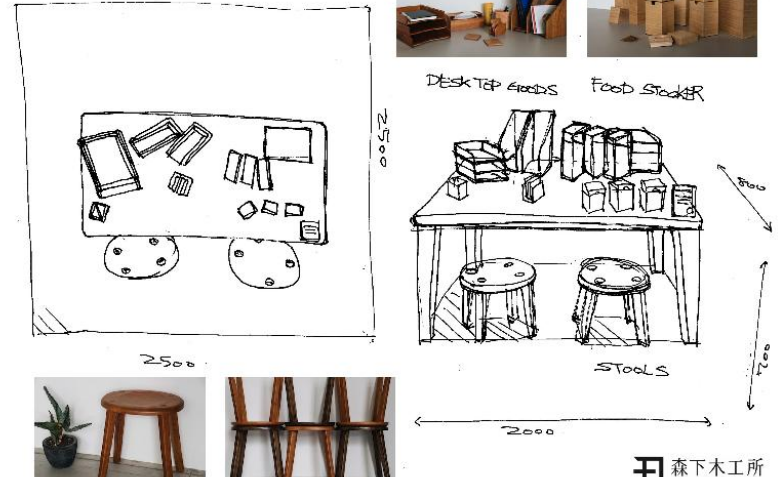 DESK TOP GOODS
FOOD STOCKER
2500
800
700
2500
STOOLS
2000
森下木工所